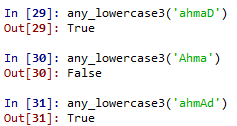 In [29]: any_lowercase3('ahmaD')
Out[29]: True
In [30]: any_lowercase3('Ahma')
Out[30]: False
In [31]: any_lowercase3('ahmAd')
Out[31]: True